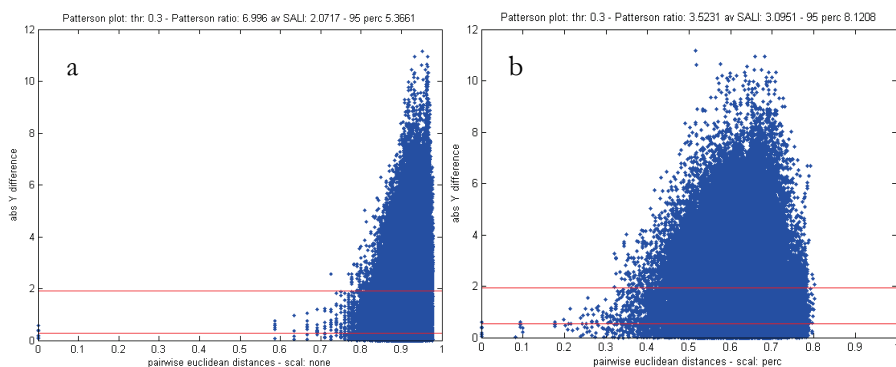 Patterson plot: thr: 0.3 - Patterson ratio: 6.996 av SALI: 2.0717 - 95 perc 5.3661
a
12
10
8
6
4
2
0
abs Y difference
0 0.1 0.2 0.3 0.4 0.5 0.6 0.7 0.8 0.9 1
pairwise euclidean distances - scal: none
Patterson plot: thr: 0.3 - Patterson ratio: 3.5231 av SALI: 3.0951 - 95 perc 8.1208
b
12
10
8
6
4
2
0
abs Y difference
0 0.1 0.2 0.3 0.4 0.5 0.6 0.7 0.8 0.9 1
pairwise euclidean distances - scal: perc